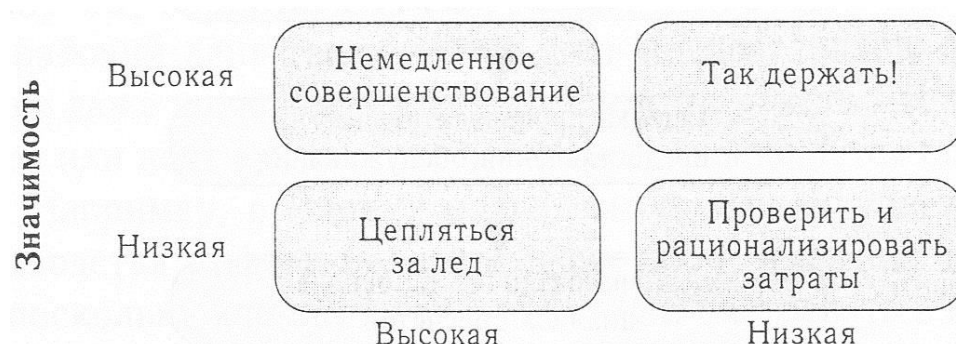 Значимость
Высокая
Немедленное
совершенствование
Так держать!
Низкая
Цепляться
за лед
Проверить и
рационализировать
затраты
Высокая
Низкая